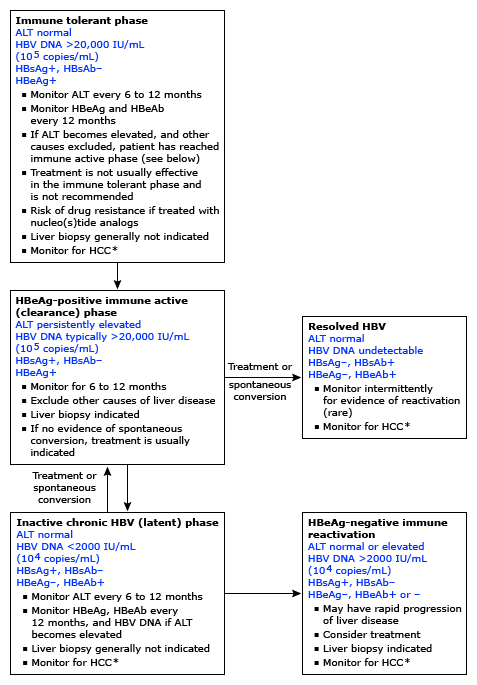 Immune tolerant phase
ALT normal
HBV DNA >20,000 IU/mL
(10⁵ copies/mL)
HBsAg+, HBsAb–
HBeAg+
▪ Monitor ALT every 6 to 12 months
▪ Monitor HBeAg and HBeAb
every 12 months
▪ If ALT becomes elevated, and other
causes excluded, patient has reached
immune active phase (see below)
▪ Treatment is not usually effective
in the immune tolerant phase and
is not recommended
▪ Risk of drug resistance if treated with
nucleo(s)tide analogs
▪ Liver biopsy generally not indicated
▪ Monitor for HCC*
HBeAg-positive immune active
(clearance) phase
ALT persistently elevated
HBV DNA typically >20,000 IU/mL
(10⁵ copies/mL)
HBsAg+, HBsAb–
HBeAg+
▪ Monitor for 6 to 12 months
▪ Exclude other causes of liver disease
▪ Liver biopsy indicated
▪ If no evidence of spontaneous
conversion, treatment is usually
indicated
Treatment or
spontaneous
conversion
Resolved HBV
ALT normal
HBV DNA undetectable
HBsAg–, HBsAb+
HBeAg–, HBeAb+
▪ Monitor intermittently
for evidence of reactivation
(rare)
▪ Monitor for HCC*
Treatment or
spontaneous
conversion
Inactive chronic HBV (latent) phase
ALT normal
HBV DNA <2000 IU/mL
(10⁴ copies/mL)
HBsAg+, HBsAb–
HBeAg–, HBeAb+
▪ Monitor ALT every 6 to 12 months
▪ Monitor HBeAg, HBeAb every
12 months, and HBV DNA if ALT
becomes elevated
▪ Liver biopsy generally not indicated
▪ Monitor for HCC*
HBeAg-negative immune
reactivation
ALT normal or elevated
HBV DNA >2000 IU/mL
(10⁴ copies/mL)
HBsAg+, HBsAb–
HBeAg–, HBeAb+ or –
▪ May have rapid progression
of liver disease
▪ Consider treatment
▪ Liver biopsy indicated
▪ Monitor for HCC*